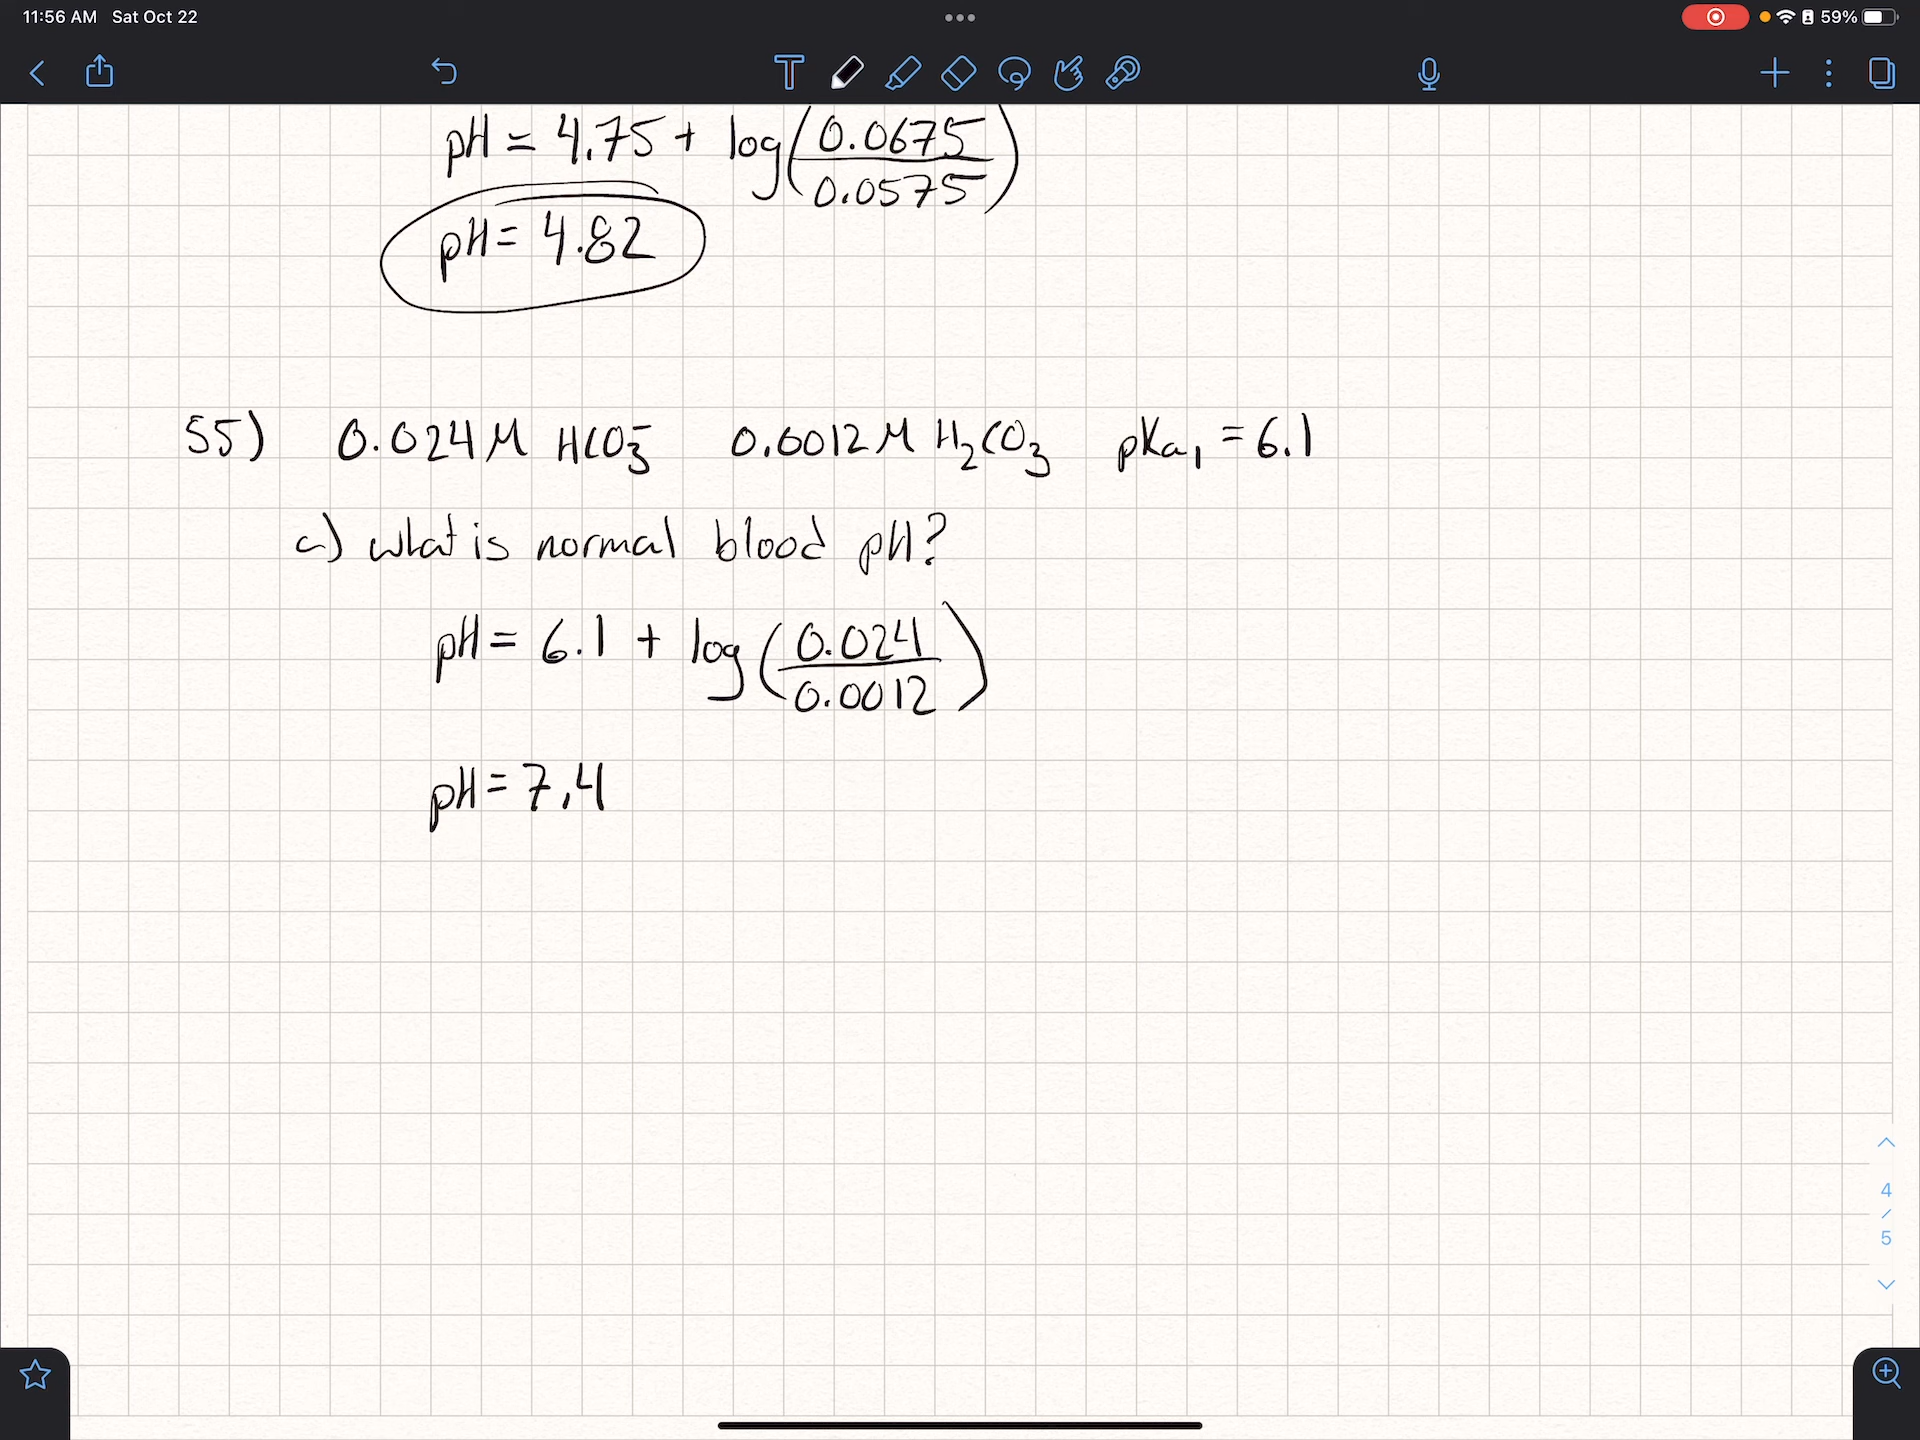 11:56 AM Sat Oct 22 59%
pH = 4.75 + log(0.0675/0.0575)
pH = 4.82
55) 0.024 M HCO₃⁻ 0.0012 M H₂CO₃ pKa₁ = 6.1
a) what is normal blood pH?
pH = 6.1 + log(0.024/0.0012)
pH = 7.4
4
/
5